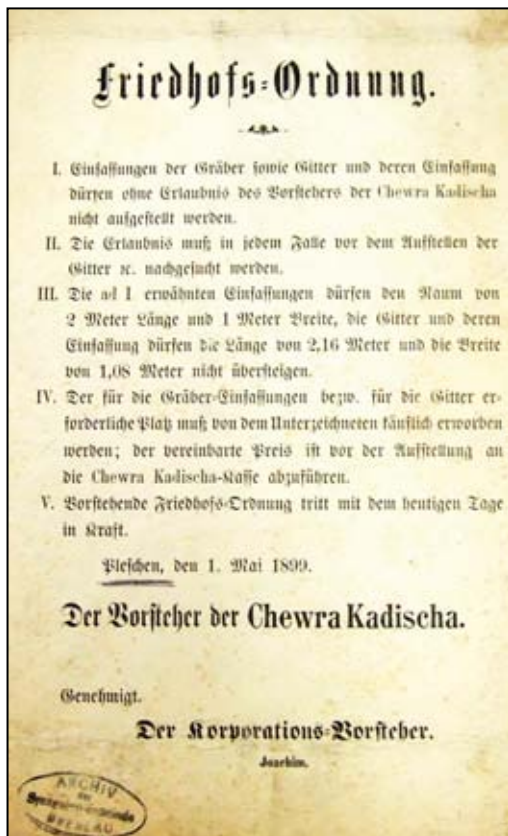 Friedhofs-Ordnung.
I. Einfassungen der Gräber sowie Gitter und deren Einfassung
dürfen ohne Erlaubnis des Vorstehers der Chewra Kadischa
nicht aufgestellt werden.
II. Die Erlaubnis muß in jedem Falle vor dem Aufstellen der
Gitter ꝛc. nachgesucht werden.
III. Die ad I erwähnten Einfassungen dürfen den Raum von
2 Meter Länge und 1 Meter Breite, die Gitter und deren
Einfassung dürfen die Länge von 2,16 Meter und die Breite
von 1,08 Meter nicht übersteigen.
IV. Der für die Gräber-Einfassungen bezw. für die Gitter er-
forderliche Platz muß von dem Unterzeichneten käuflich erworben
werden; der vereinbarte Preis ist vor der Aufstellung an
die Chewra Kadischa-Kasse abzuführen.
V. Vorstehende Friedhofs-Ordnung tritt mit dem heutigen Tage
in Kraft.
Pleschen, den 1. Mai 1899.
Der Vorsteher der Chewra Kadischa.
Genehmigt.
Der Korporations-Vorsteher.
Joachim.
ARCHIV
der
Synagogen-Gemeinde
BRESLAU